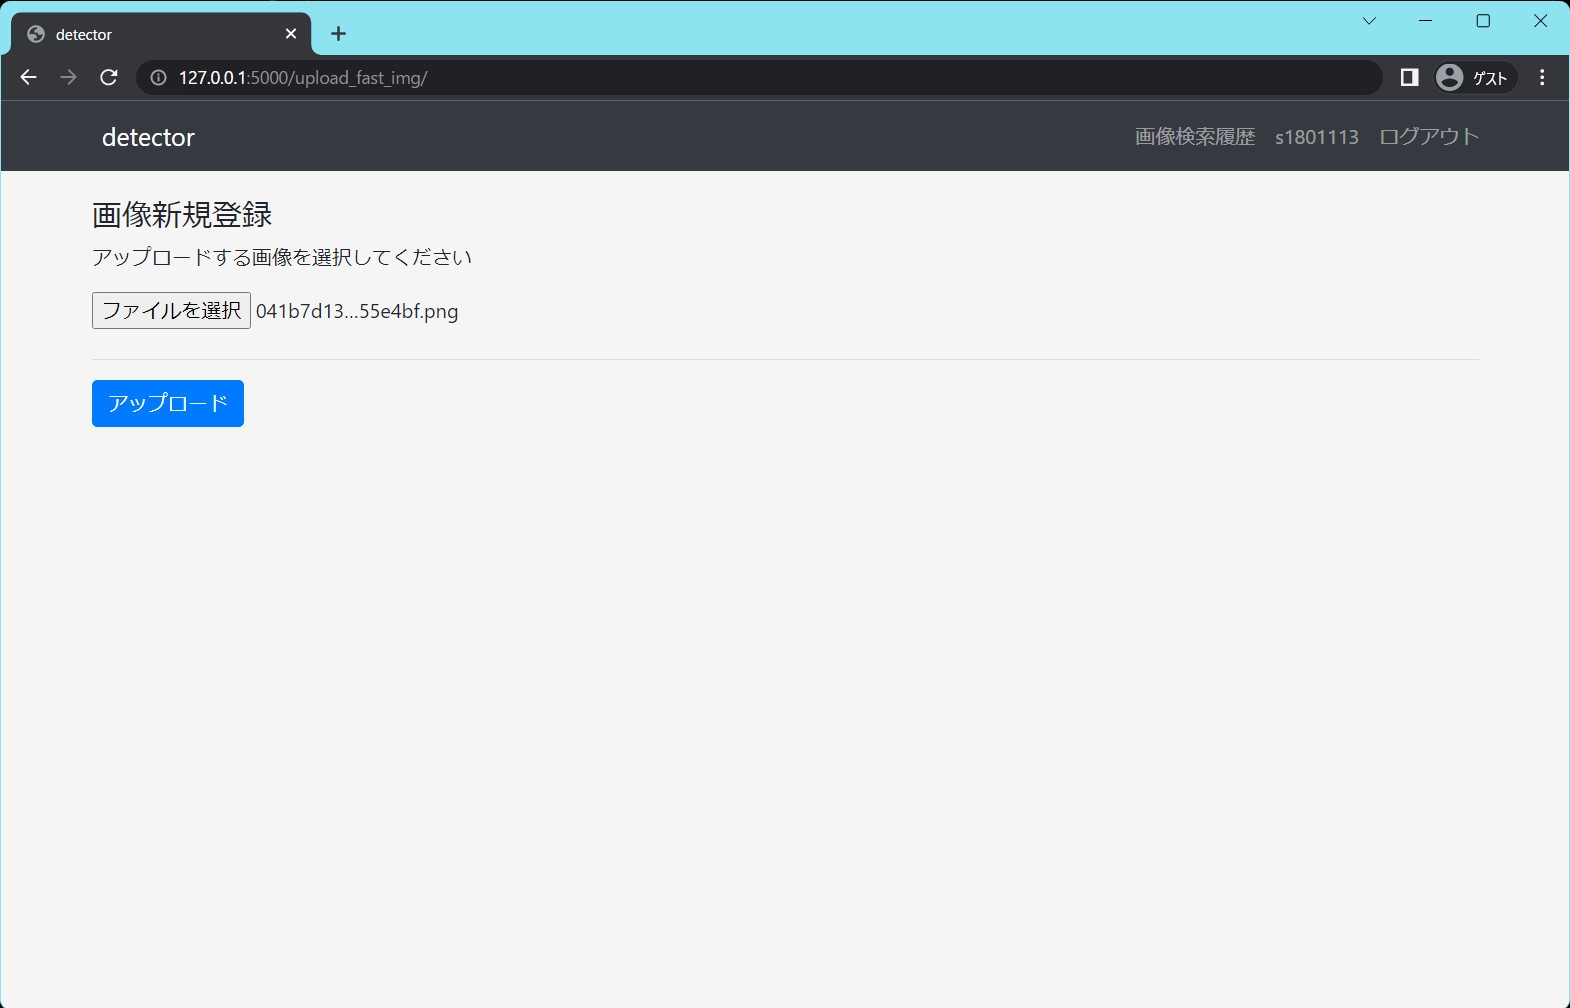 detector
127.0.0.1:5000/upload_fast_img/
ゲスト
detector
画像検索履歴 s1801113 ログアウト
画像新規登録
アップロードする画像を選択してください
ファイルを選択 041b7d13...55e4bf.png
アップロード